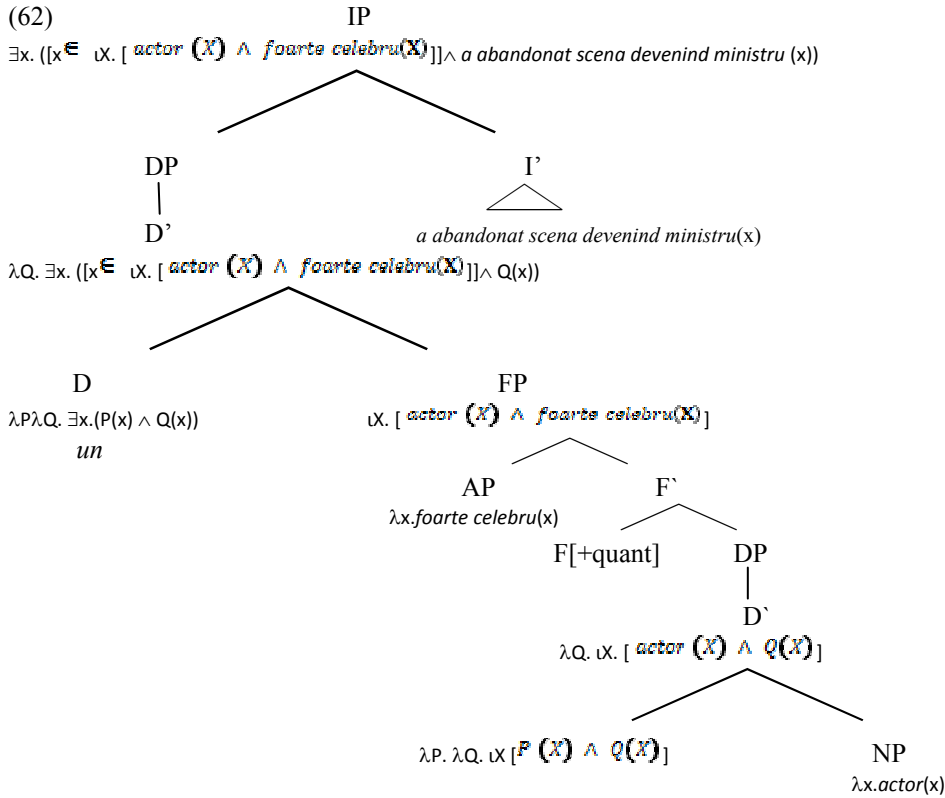 (62)
IP
∃x. ([x ∈ ιX. [ actor (X) ∧ foarte celebru(X)]]∧ a abandonat scena devenind ministru (x))
DP I’
D’ a abandonat scena devenind ministru(x)
λQ. ∃x. ([x ∈ ιX. [ actor (X) ∧ foarte celebru(X)]]∧ Q(x))
D FP
λPλQ. ∃x.(P(x) ∧ Q(x)) ιX. [ actor (X) ∧ foarte celebru(X)]
un
AP F`
λx.foarte celebru(x)
F[+quant] DP
D`
λQ. ιX. [ actor (X) ∧ Q(X)]
λP. λQ. ιX [P (X) ∧ Q(X)] NP
λx.actor(x)